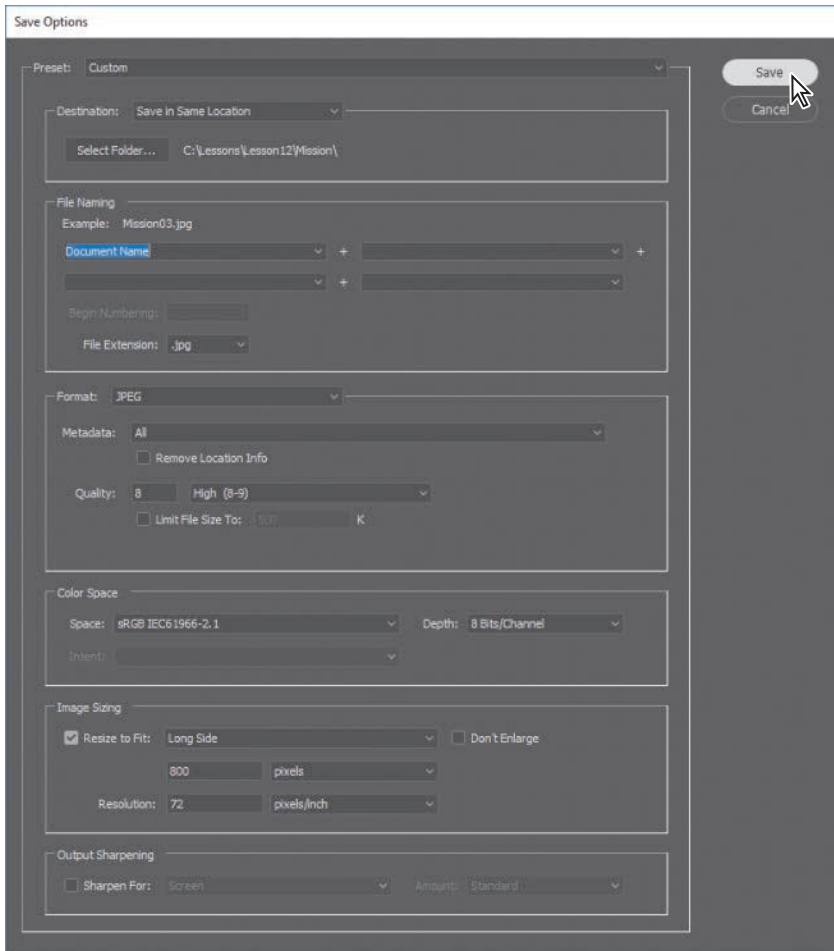 Save Options
Preset: Custom
Save
Cancel
Destination: Save in Same Location
Select Folder... C:\Lessons\Lesson12\Mission\
File Naming
Example: Mission03.jpg
Document Name + +
+
Begin Numbering:
File Extension: .jpg
Format: JPEG
Metadata: All
Remove Location Info
Quality: 8 High (8-9)
Limit File Size To: K
Color Space
Space: sRGB IEC61966-2.1 Depth: 8 Bits/Channel
Intent:
Image Sizing
Resize to Fit: Long Side Don't Enlarge
800 pixels
Resolution: 72 pixels/inch
Output Sharpening
Sharpen For: Screen Amount: Standard